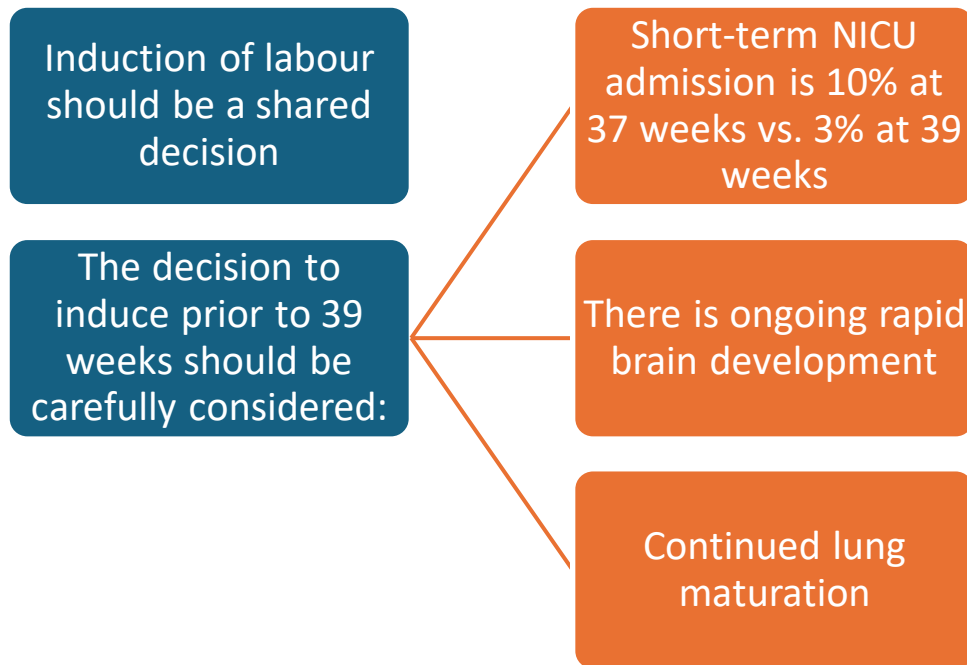 Induction of labour
should be a shared
decision
The decision to
induce prior to 39
weeks should be
carefully considered:
Short-term NICU
admission is 10% at
37 weeks vs. 3% at 39
weeks
There is ongoing rapid
brain development
Continued lung
maturation